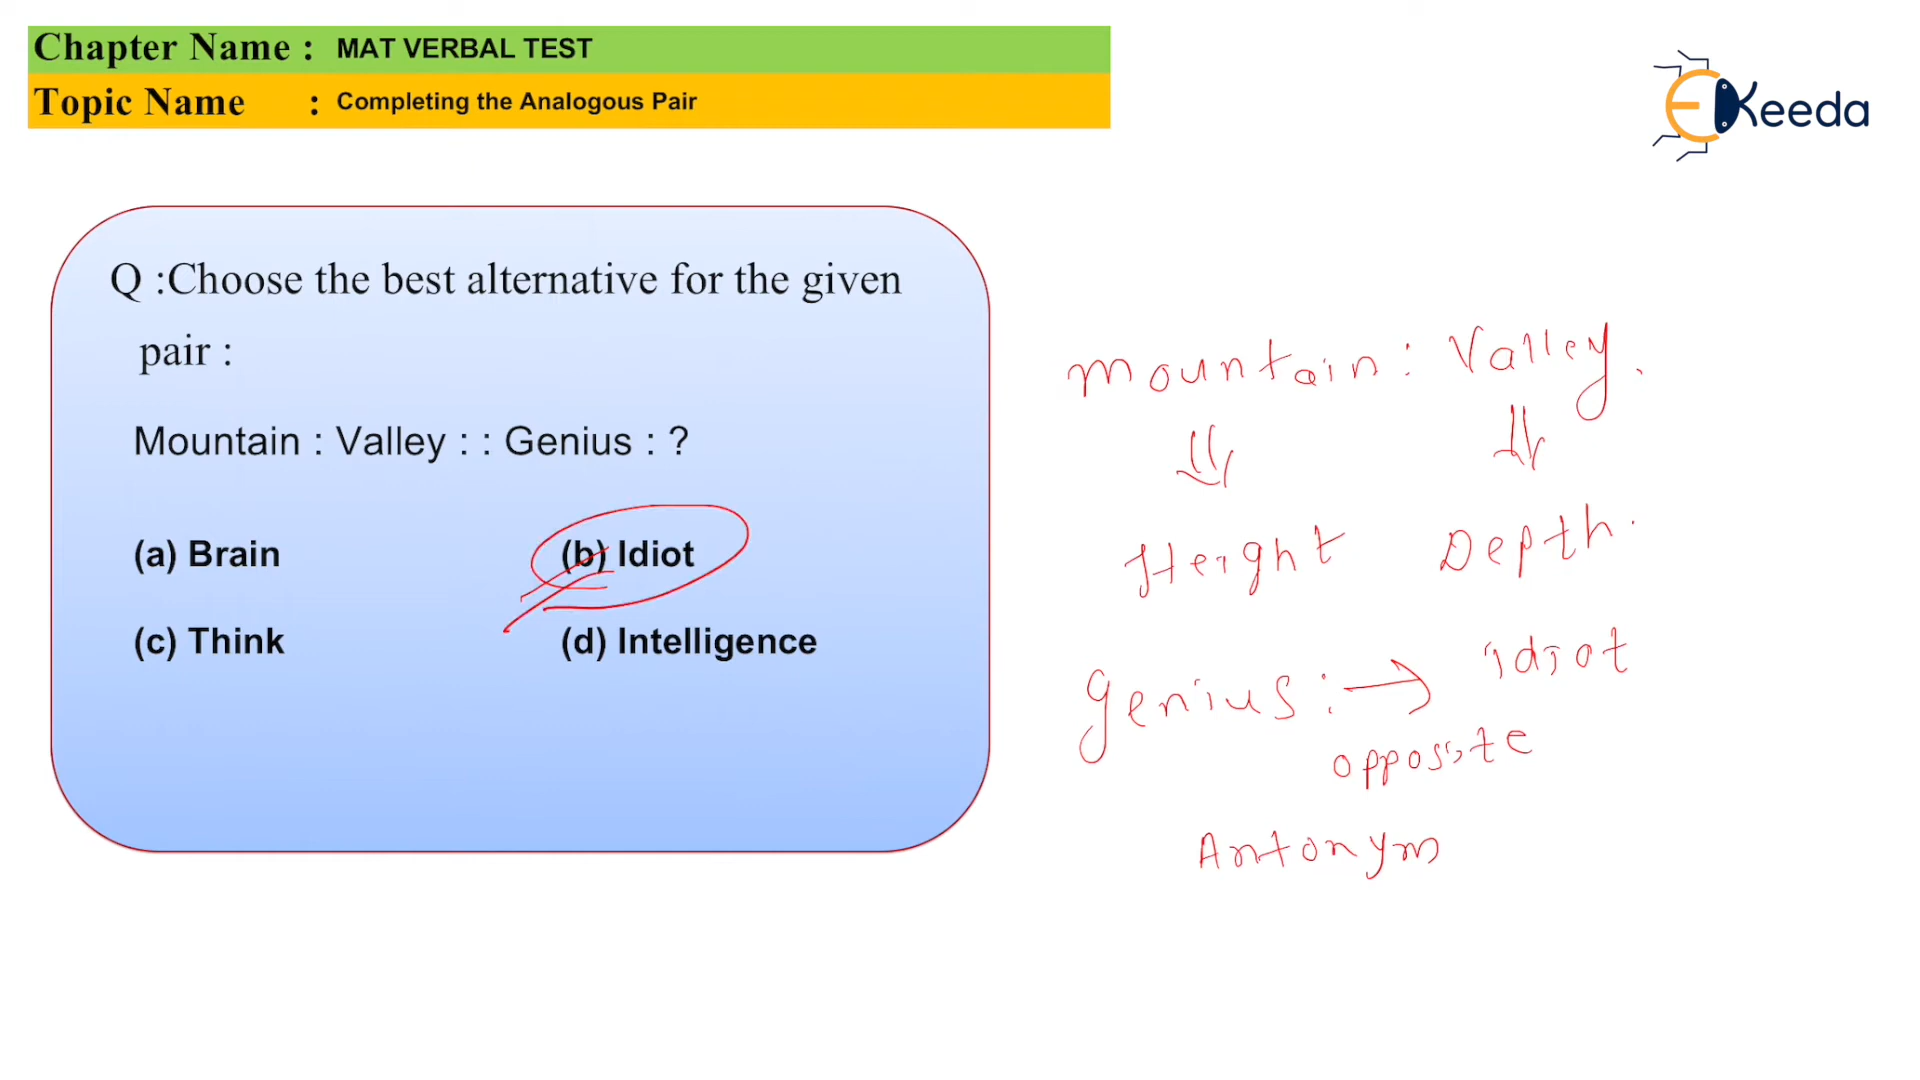 Chapter Name : MAT VERBAL TEST
Topic Name : Completing the Analogous Pair
EKeeda
Q :Choose the best alternative for the given
pair :
Mountain : Valley : : Genius : ?
(a) Brain (b) Idiot
(c) Think (d) Intelligence
Mountain : Valley.
Height Depth.
Genius : → idiot
opposite
Antonym